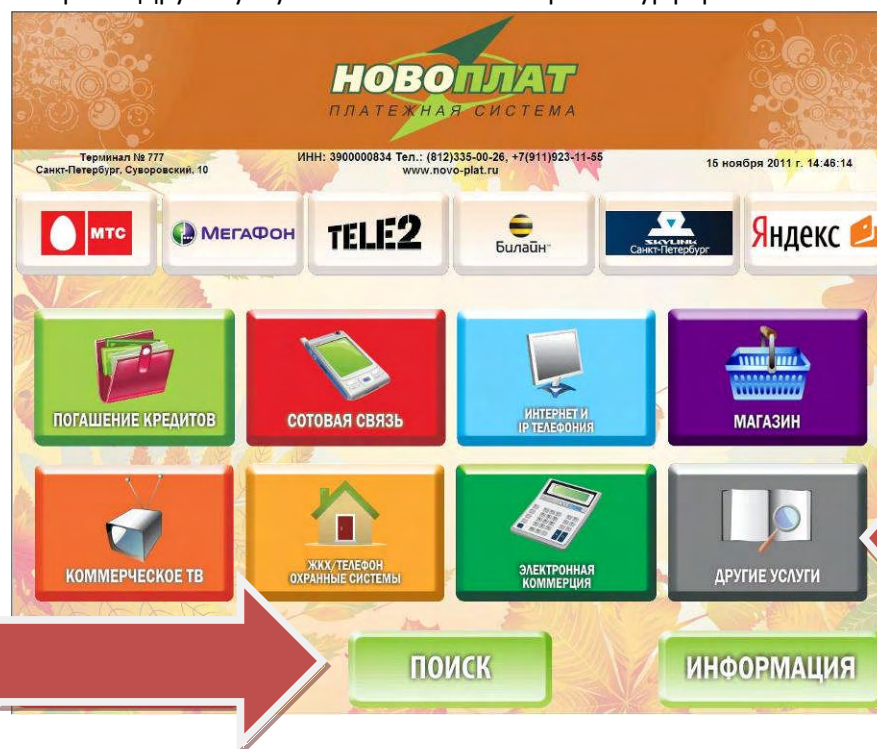 НОВОПЛАТ
ПЛАТЕЖНАЯ СИСТЕМА
Терминал № 777
Санкт-Петербург, Суворовский, 10
ИНН: 3900000834 Тел.: (812)335-00-26, +7(911)923-11-55
www.novo-plat.ru
15 ноября 2011 г. 14:46:14
МТС
МЕГАФОН
TELE2
Билайн
SKYLINK
Санкт-Петербург
Яндекс
ПОГАШЕНИЕ КРЕДИТОВ
СОТОВАЯ СВЯЗЬ
ИНТЕРНЕТ И
IP ТЕЛЕФОНИЯ
МАГАЗИН
КОММЕРЧЕСКОЕ ТВ
ЖКХ/ТЕЛЕФОН
ОХРАННЫЕ СИСТЕМЫ
ЭЛЕКТРОННАЯ
КОММЕРЦИЯ
ДРУГИЕ УСЛУГИ
ПОИСК
ИНФОРМАЦИЯ